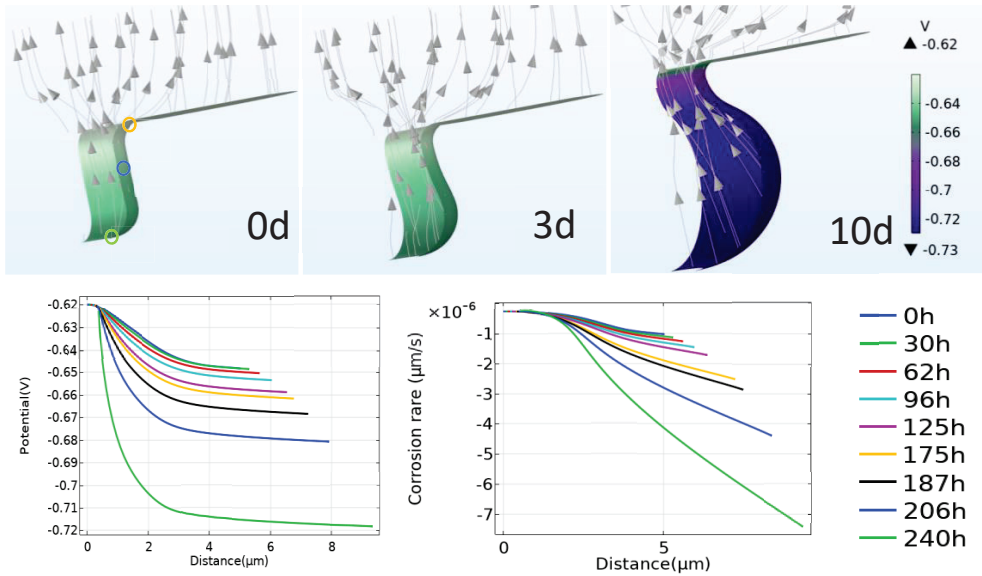 0d
3d
10d
V
-0.62
-0.64
-0.66
-0.68
-0.7
-0.72
-0.73
Potential(V)
-0.62
-0.63
-0.64
-0.65
-0.66
-0.67
-0.68
-0.69
-0.7
-0.71
-0.72
0
2
4
6
8
Distance(μm)
×10⁻⁶
Corrosion rare (μm/s)
-1
-2
-3
-4
-5
-6
-7
0
5
Distance(μm)
0h
30h
62h
96h
125h
175h
187h
206h
240h